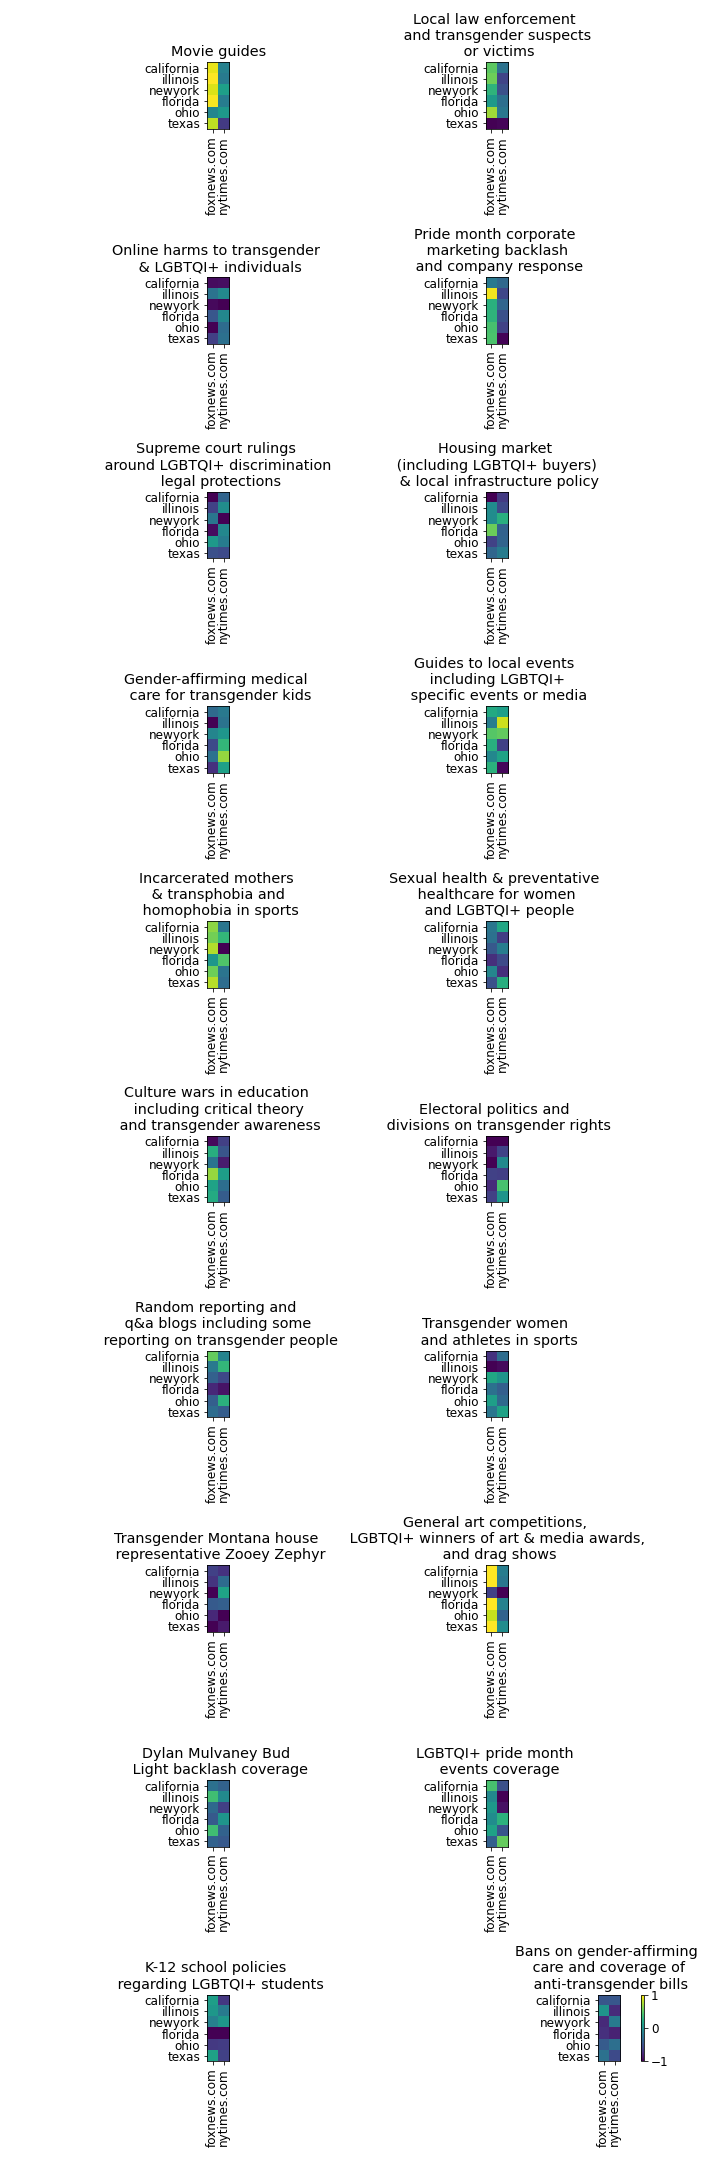 Movie guides
california
illinois
newyork
florida
ohio
texas
foxnews.com
nytimes.com
Local law enforcement
and transgender suspects
or victims
california
illinois
newyork
florida
ohio
texas
foxnews.com
nytimes.com
Online harms to transgender
& LGBTQI+ individuals
california
illinois
newyork
florida
ohio
texas
foxnews.com
nytimes.com
Pride month corporate
marketing backlash
and company response
california
illinois
newyork
florida
ohio
texas
foxnews.com
nytimes.com
Supreme court rulings
around LGBTQI+ discrimination
legal protections
california
illinois
newyork
florida
ohio
texas
foxnews.com
nytimes.com
Housing market
(including LGBTQI+ buyers)
& local infrastructure policy
california
illinois
newyork
florida
ohio
texas
foxnews.com
nytimes.com
Gender-affirming medical
care for transgender kids
california
illinois
newyork
florida
ohio
texas
foxnews.com
nytimes.com
Guides to local events
including LGBTQI+
specific events or media
california
illinois
newyork
florida
ohio
texas
foxnews.com
nytimes.com
Incarcerated mothers
& transphobia and
homophobia in sports
california
illinois
newyork
florida
ohio
texas
foxnews.com
nytimes.com
Sexual health & preventative
healthcare for women
and LGBTQI+ people
california
illinois
newyork
florida
ohio
texas
foxnews.com
nytimes.com
Culture wars in education
including critical theory
and transgender awareness
california
illinois
newyork
florida
ohio
texas
foxnews.com
nytimes.com
Electoral politics and
divisions on transgender rights
california
illinois
newyork
florida
ohio
texas
foxnews.com
nytimes.com
Random reporting and
q&a blogs including some
reporting on transgender people
california
illinois
newyork
florida
ohio
texas
foxnews.com
nytimes.com
Transgender women
and athletes in sports
california
illinois
newyork
florida
ohio
texas
foxnews.com
nytimes.com
Transgender Montana house
representative Zooey Zephyr
california
illinois
newyork
florida
ohio
texas
foxnews.com
nytimes.com
General art competitions,
LGBTQI+ winners of art & media awards,
and drag shows
california
illinois
newyork
florida
ohio
texas
foxnews.com
nytimes.com
Dylan Mulvaney Bud
Light backlash coverage
california
illinois
newyork
florida
ohio
texas
foxnews.com
nytimes.com
LGBTQI+ pride month
events coverage
california
illinois
newyork
florida
ohio
texas
foxnews.com
nytimes.com
K-12 school policies
regarding LGBTQI+ students
california
illinois
newyork
florida
ohio
texas
foxnews.com
nytimes.com
Bans on gender-affirming
care and coverage of
anti-transgender bills
california
illinois
newyork
florida
ohio
texas
foxnews.com
nytimes.com
1
0
−1